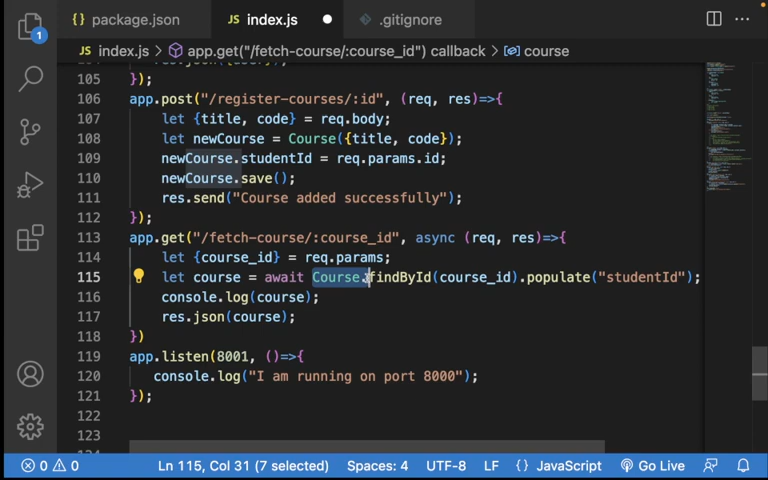 {} package.json
JS index.js
.gitignore
...
1
JS index.js > app.get("/fetch-course/:course_id") callback > course
105 });
106 app.post("/register-courses/:id", (req, res)=>{
107 let {title, code} = req.body;
108 let newCourse = Course({title, code});
109 newCourse.studentId = req.params.id;
110 newCourse.save();
111 res.send("Course added successfully");
112 });
113 app.get("/fetch-course/:course_id", async (req, res)=>{
114 let {course_id} = req.params;
115 let course = await Course.findById(course_id).populate("studentId");
116 console.log(course);
117 res.json(course);
118 })
119 app.listen(8001, ()=>{
120 console.log("I am running on port 8000");
121 });
122
123
0 0 Ln 115, Col 31 (7 selected) Spaces: 4 UTF-8 LF {} JavaScript Go Live